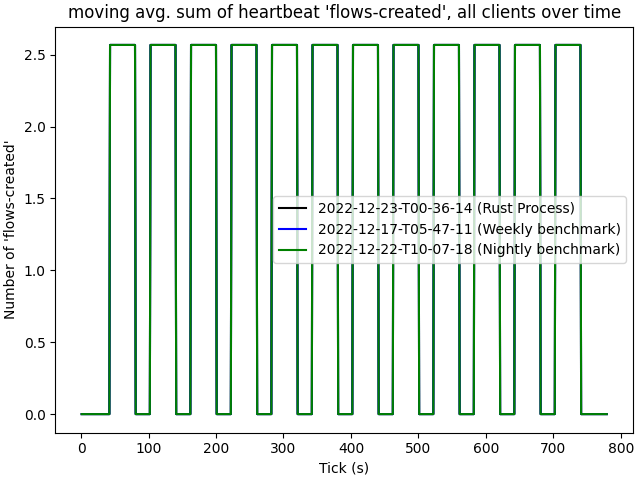 moving avg. sum of heartbeat 'flows-created', all clients over time
Number of 'flows-created'
2.5
2.0
1.5
1.0
0.5
0.0
2022-12-23-T00-36-14 (Rust Process)
2022-12-17-T05-47-11 (Weekly benchmark)
2022-12-22-T10-07-18 (Nightly benchmark)
0 100 200 300 400 500 600 700 800
Tick (s)